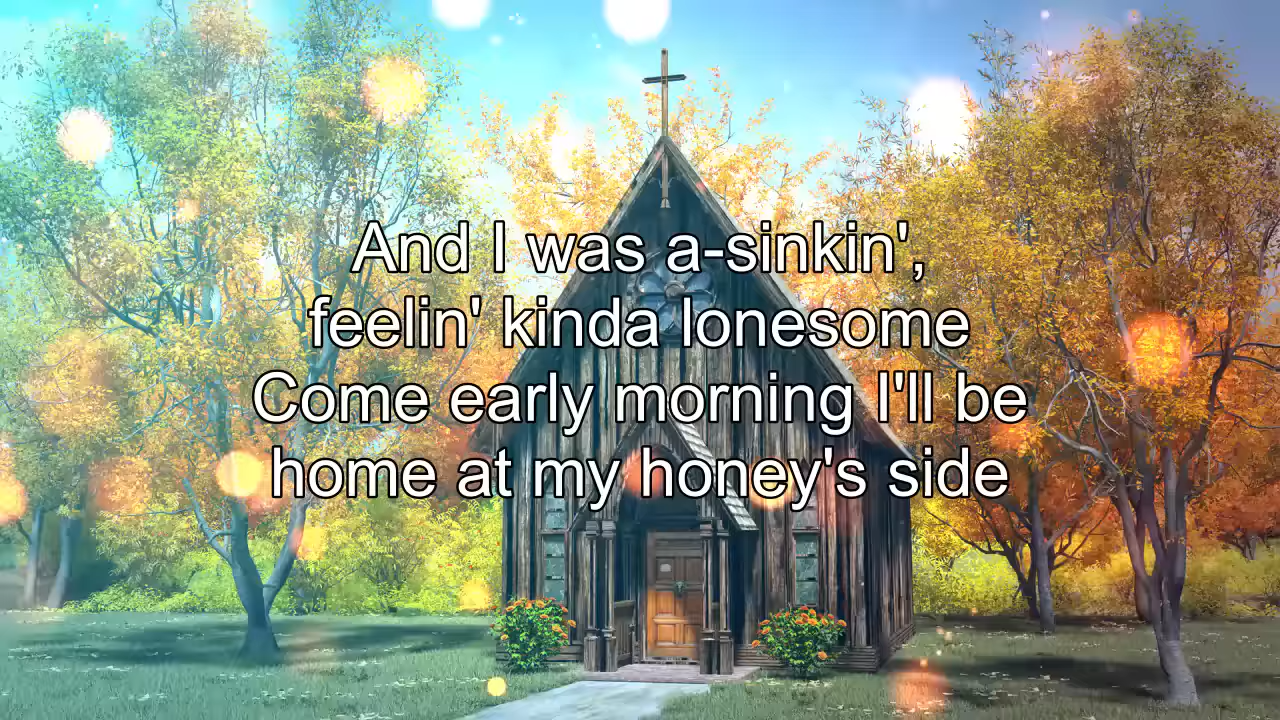 And I was a-sinkin',
feelin' kinda lonesome
Come early morning I'll be
home at my honey's side